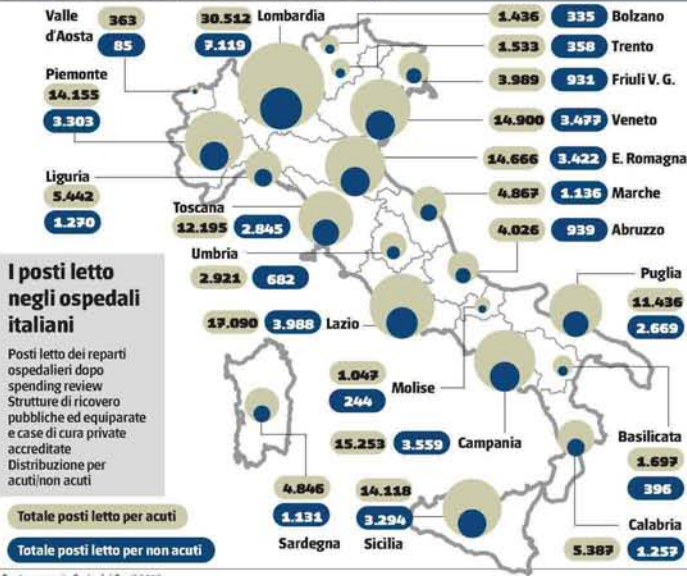 Valle
d'Aosta
363
85
30.512
Lombardia
7.119
1.436
335
Bolzano
1.533
358
Trento
3.989
931
Friuli V. G.
14.900
3.477
Veneto
14.666
3.422
E. Romagna
4.867
1.136
Marche
4.026
939
Abruzzo
Piemonte
14.155
3.303
Liguria
5.442
1.270
Toscana
12.195
2.845
Umbria
2.921
682
17.090
3.988
Lazio
Puglia
11.436
2.669
1.047
244
Molise
15.253
3.559
Campania
Basilicata
1.697
396
Calabria
5.387
1.257
4.846
1.131
Sardegna
14.118
3.294
Sicilia
I posti letto
negli ospedali
italiani
Posti letto dei reparti
ospedalieri dopo
spending review
Strutture di ricovero
pubbliche ed equiparate
e case di cura private
accreditate
Distribuzione per
acuti/non acuti
Totale posti letto per acuti
Totale posti letto per non acuti